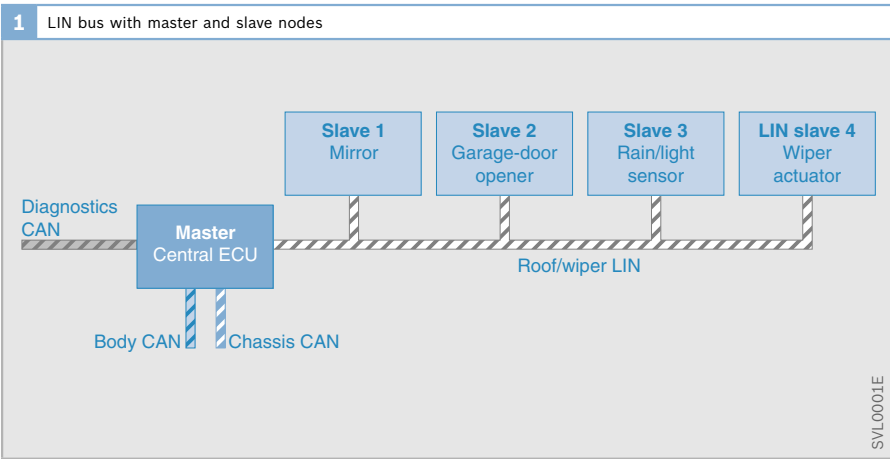 1 LIN bus with master and slave nodes
Slave 1
Mirror
Slave 2
Garage-door
opener
Slave 3
Rain/light
sensor
LIN slave 4
Wiper
actuator
Diagnostics
CAN
Master
Central ECU
Roof/wiper LIN
Body CAN
Chassis CAN
SVL0001E